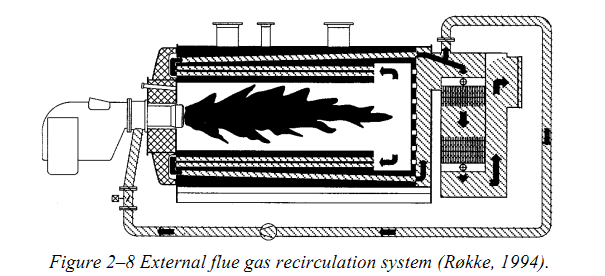 Figure 2–8 External flue gas recirculation system (Røkke, 1994).